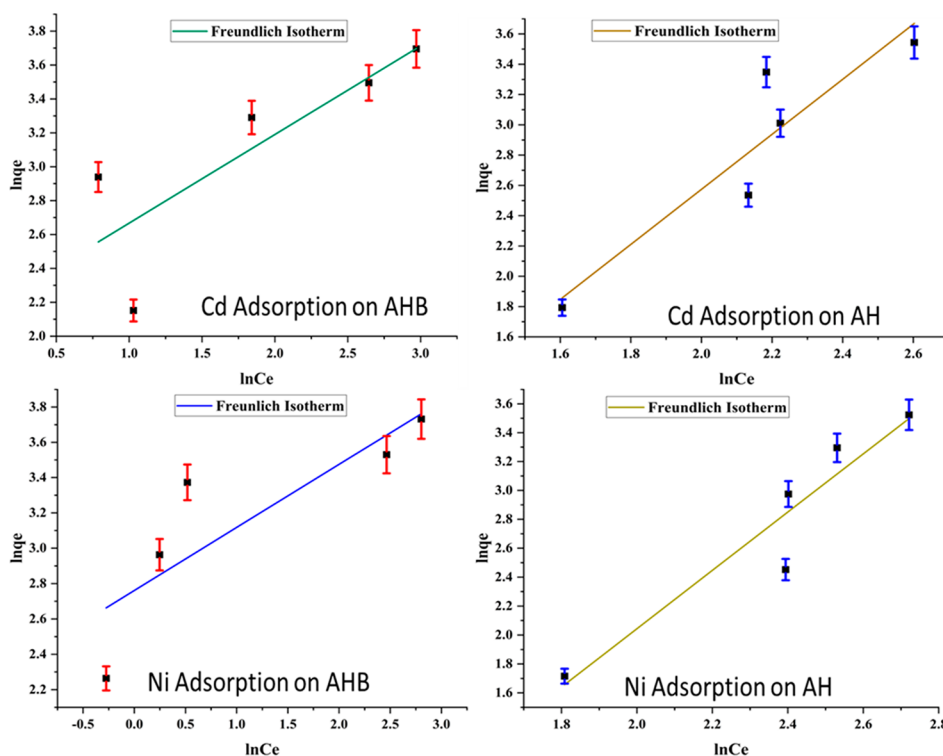 Freundlich Isotherm
3.8
3.6
3.4
3.2
3.0
2.8
2.6
2.4
2.2
2.0
lnqe
Cd Adsorption on AHB
0.5 1.0 1.5 2.0 2.5 3.0
lnCe
Freundlich Isotherm
3.6
3.4
3.2
3.0
2.8
2.6
2.4
2.2
2.0
1.8
1.6
lnqe
Cd Adsorption on AH
1.6 1.8 2.0 2.2 2.4 2.6
lnCe
Freunlich Isotherm
3.8
3.6
3.4
3.2
3.0
2.8
2.6
2.4
2.2
lnqe
Ni Adsorption on AHB
-0.5 0.0 0.5 1.0 1.5 2.0 2.5 3.0
lnCe
Freundlich Isotherm
3.6
3.4
3.2
3.0
2.8
2.6
2.4
2.2
2.0
1.8
1.6
lnqe
Ni Adsorption on AH
1.8 2.0 2.2 2.4 2.6 2.8
lnCe